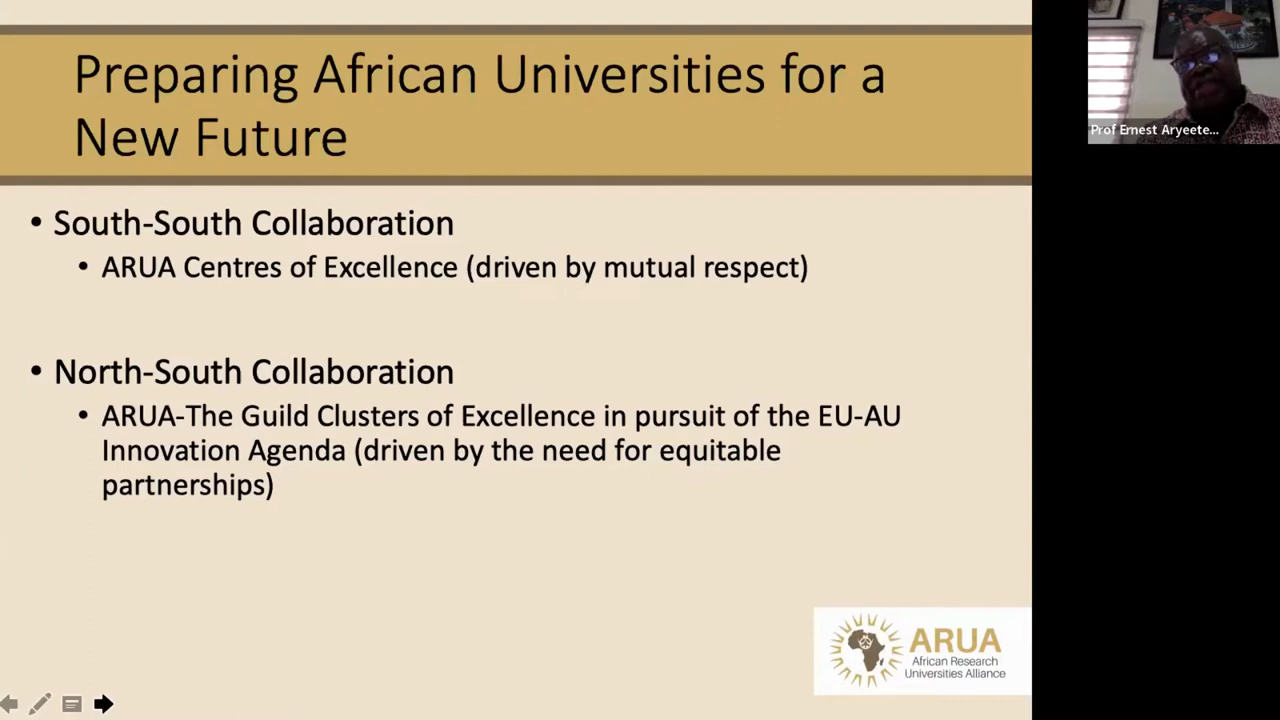 Preparing African Universities for a
New Future
• South-South Collaboration
• ARUA Centres of Excellence (driven by mutual respect)
• North-South Collaboration
• ARUA-The Guild Clusters of Excellence in pursuit of the EU-AU
Innovation Agenda (driven by the need for equitable
partnerships)
ARUA
African Research
Universities Alliance
Prof Ernest Aryeete...